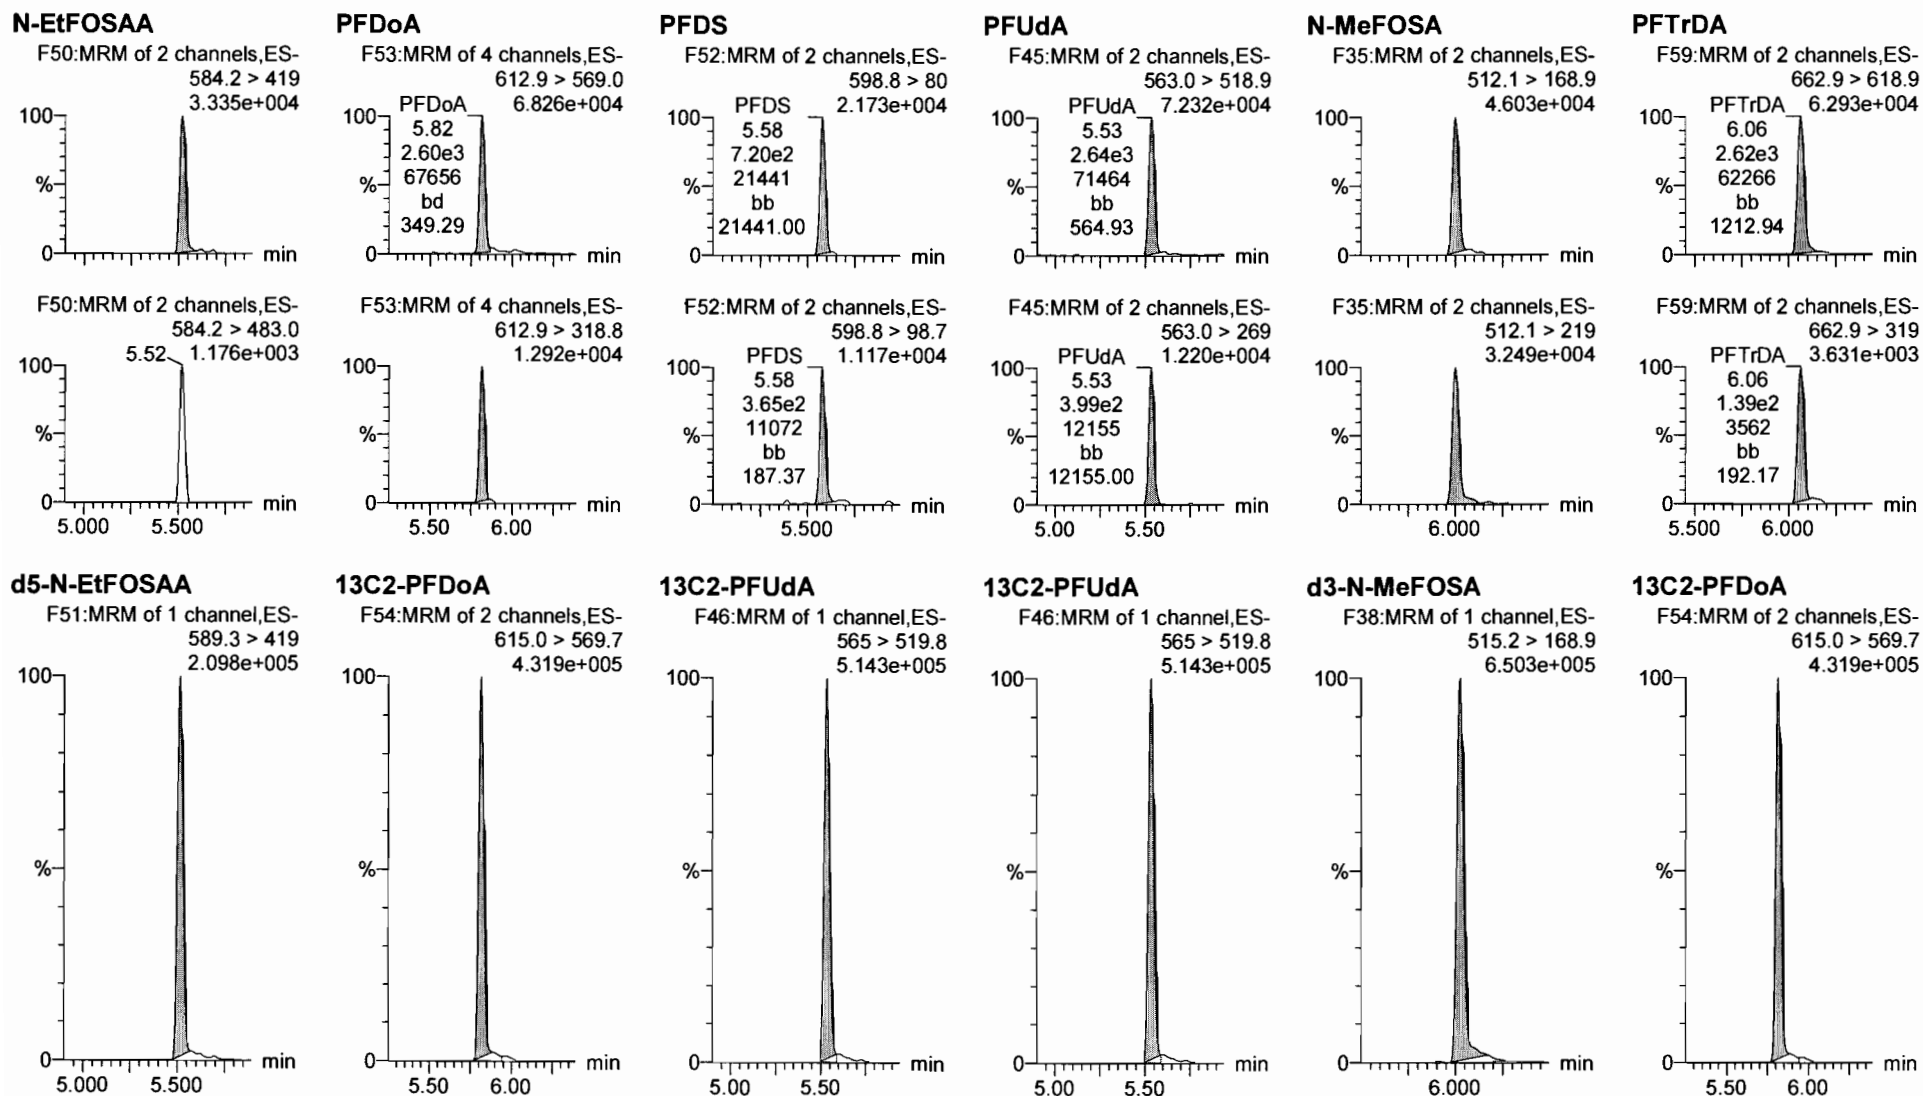 N-EtFOSAA
F50:MRM of 2 channels,ES-
584.2 > 419
3.335e+004
100
%
0
min
F50:MRM of 2 channels,ES-
584.2 > 483.0
5.52
1.176e+003
100
%
0
min
5.000
5.500
PFDoA
F53:MRM of 4 channels,ES-
612.9 > 569.0
6.826e+004
PFDoA
5.82
2.60e3
67656
bd
349.29
100
%
0
min
F53:MRM of 4 channels,ES-
612.9 > 318.8
1.292e+004
100
%
0
min
5.50
6.00
PFDS
F52:MRM of 2 channels,ES-
598.8 > 80
2.173e+004
PFDS
5.58
7.20e2
21441
bb
21441.00
100
%
0
min
F52:MRM of 2 channels,ES-
598.8 > 98.7
1.117e+004
PFDS
5.58
3.65e2
11072
bb
187.37
100
%
0
min
5.500
PFUdA
F45:MRM of 2 channels,ES-
563.0 > 518.9
7.232e+004
PFUdA
5.53
2.64e3
71464
bb
564.93
100
%
0
min
F45:MRM of 2 channels,ES-
563.0 > 269
1.220e+004
PFUdA
5.53
3.99e2
12155
bb
12155.00
100
%
0
min
5.00
5.50
N-MeFOSA
F35:MRM of 2 channels,ES-
512.1 > 168.9
4.603e+004
100
%
0
min
F35:MRM of 2 channels,ES-
512.1 > 219
3.249e+004
100
%
0
min
6.000
PFTrDA
F59:MRM of 2 channels,ES-
662.9 > 618.9
6.293e+004
PFTrDA
6.06
2.62e3
62266
bb
1212.94
100
%
0
min
F59:MRM of 2 channels,ES-
662.9 > 319
3.631e+003
PFTrDA
6.06
1.39e2
3562
bb
192.17
100
%
0
min
5.500
6.000
d5-N-EtFOSAA
F51:MRM of 1 channel,ES-
589.3 > 419
2.098e+005
100
%
0
min
5.000
5.500
13C2-PFDoA
F54:MRM of 2 channels,ES-
615.0 > 569.7
4.319e+005
100
%
0
min
5.50
6.00
13C2-PFUdA
F46:MRM of 1 channel,ES-
565 > 519.8
5.143e+005
100
%
0
min
5.00
5.50
13C2-PFUdA
F46:MRM of 1 channel,ES-
565 > 519.8
5.143e+005
100
%
0
min
5.00
5.50
d3-N-MeFOSA
F38:MRM of 1 channel,ES-
515.2 > 168.9
6.503e+005
100
%
0
min
6.000
13C2-PFDoA
F54:MRM of 2 channels,ES-
615.0 > 569.7
4.319e+005
100
%
0
min
5.50
6.00